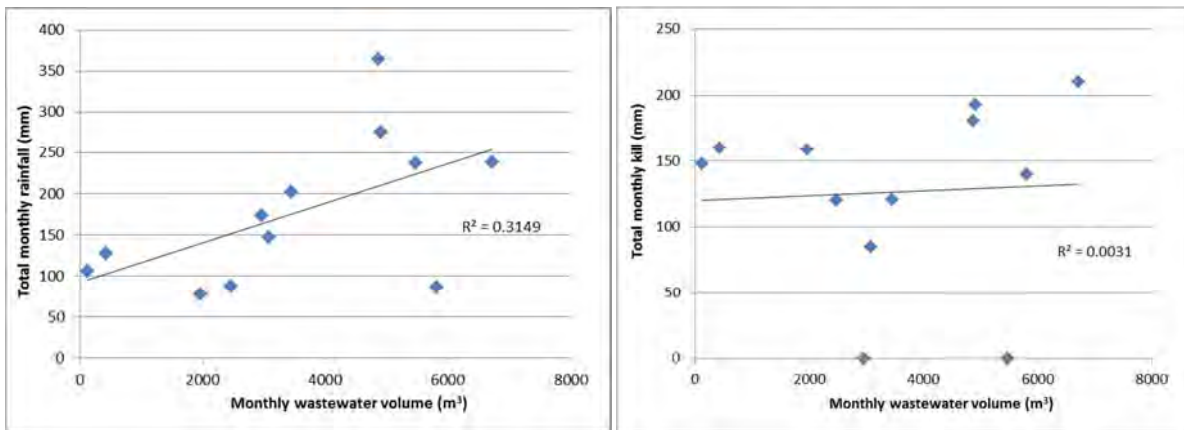 400
350
300
250
200
150
100
50
0
Total monthly rainfall (mm)
R² = 0.3149
0 2000 4000 6000 8000
Monthly wastewater volume (m³)
250
200
150
100
50
0
Total monthly kill (mm)
R² = 0.0031
0 2000 4000 6000 8000
Monthly wastewater volume (m³)